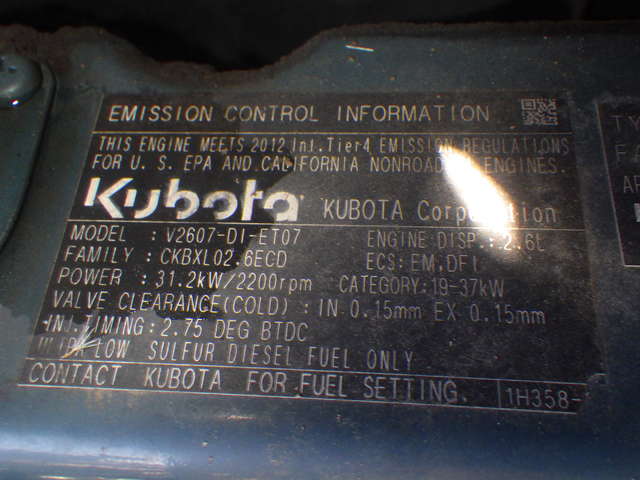 EMISSION CONTROL INFORMATION
THIS ENGINE MEETS 2012 Int.Tier4 EMISSION REGULATIONS
FOR U. S. EPA AND CALIFORNIA NONROAD ENGINES.
Kubota KUBOTA Corporation
MODEL : V2607-DI-ET07 ENGINE DISP.:2.6L
FAMILY : CKBXL02.6ECD ECS:EM,DFI
POWER : 31.2kW/2200rpm CATEGORY:19-37kW
VALVE CLEARANCE(COLD) : IN 0.15mm EX 0.15mm
INJ.TIMING:2.75 DEG BTDC
ULTRA LOW SULFUR DIESEL FUEL ONLY
CONTACT KUBOTA FOR FUEL SETTING. 1H358-